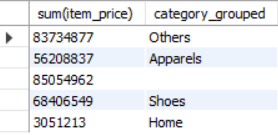 sum(item_price) category_grouped
83734877 Others
56208837 Apparels
85054962
68406549 Shoes
3051213 Home